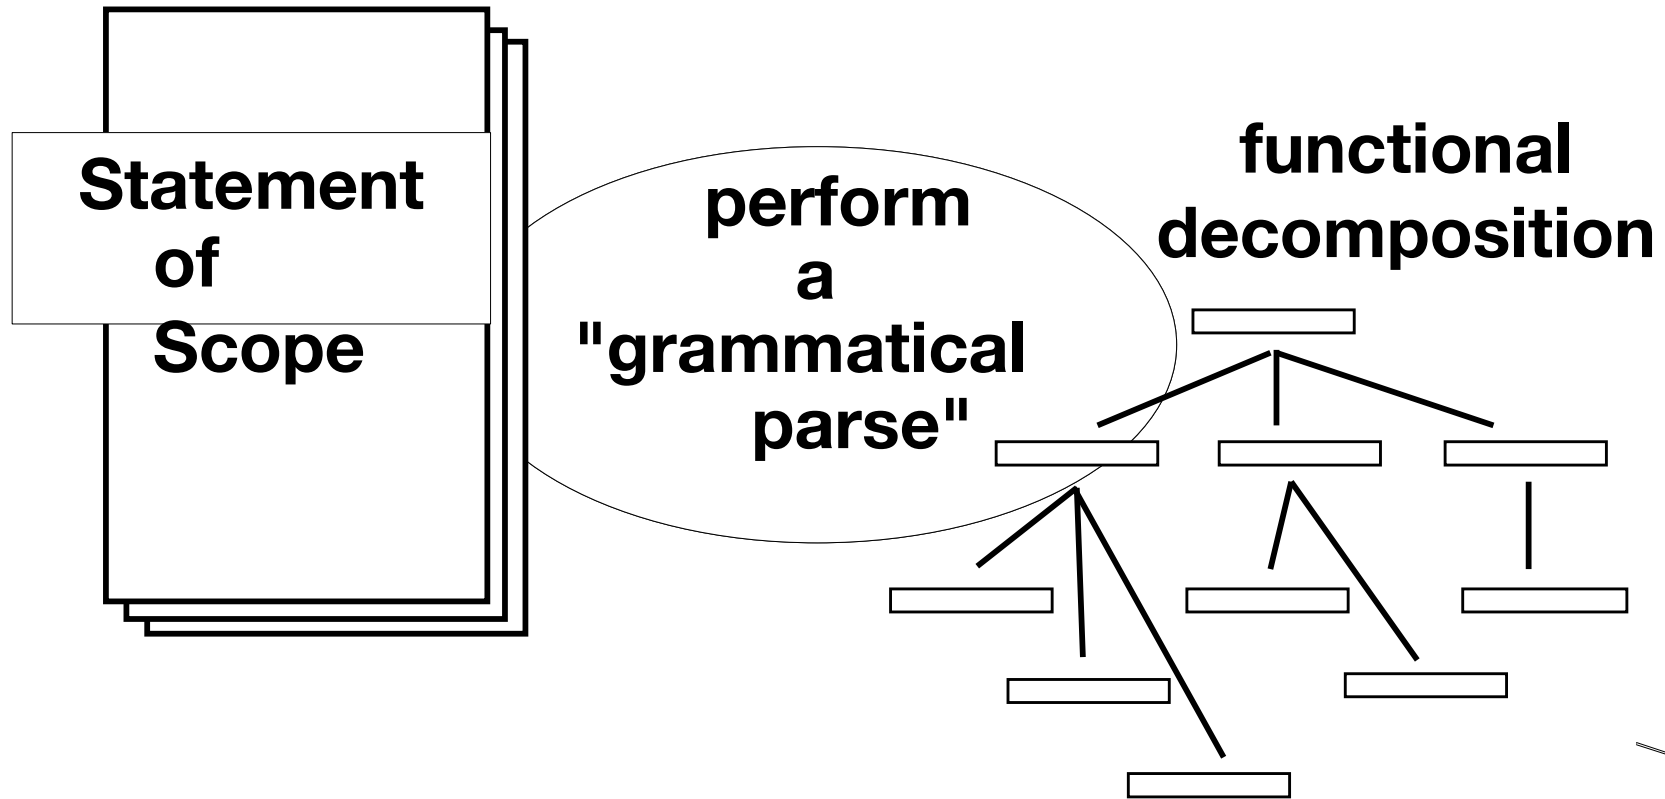 Statement
of
Scope
perform
a
"grammatical
parse"
functional
decomposition